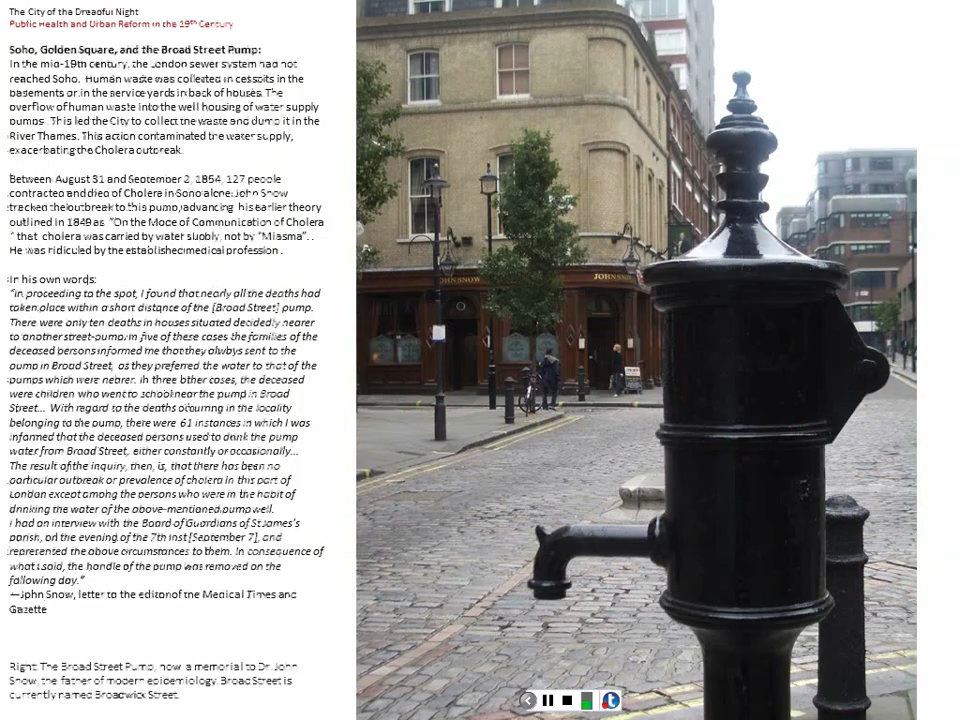 The City of the Dreadful Night
Public Health and Urban Reform in the 19th Century
Soho, Golden Square, and the Broad Street Pump:
In the mid-19th century, the London sewer system had not
reached Soho. Human waste was collected in cesspits in the
basements or in the service yards in back of houses. The
overflow of human waste into the well housing of water supply
pumps. This led the City to collect the waste and dump it in the
River Thames. This action contaminated the water supply,
exacerbating the Cholera outbreak.
Between August 31 and September 2, 1854, 127 people
contracted and died of Cholera in Soho alone. John Snow
tracked the outbreak to this pump, advancing his earlier theory
outlined in 1849 as "On the Mode of Communication of Cholera
" that cholera was carried by water supply, not by "Miasma". .
He was ridiculed by the established medical profession.
In his own words:
"In proceeding to the spot, I found that nearly all the deaths had
taken place within a short distance of the [Broad Street] pump.
There were only ten deaths in houses situated decidedly nearer
to another street-pump. In five of these cases the families of the
deceased persons informed me that they always sent to the
pump in Broad Street, as they preferred the water to that of the
pumps which were nearer. In three other cases, the deceased
were children who went to school near the pump in Broad
Street... With regard to the deaths occurring in the locality
belonging to the pump, there were 61 instances in which I was
informed that the deceased persons used to drink the pump
water from Broad Street, either constantly or occasionally...
The result of the inquiry, then, is, that there has been no
particular outbreak or prevalence of cholera in this part of
London except among the persons who were in the habit of
drinking the water of the above-mentioned pump well.
I had an interview with the Board of Guardians of St James's
parish, on the evening of the 7th inst [September 7], and
represented the above circumstances to them. In consequence of
what I said, the handle of the pump was removed on the
following day."
—John Snow, letter to the editor of the Medical Times and
Gazette
Right: The Broad Street Pump, now a memorial to Dr. John
Snow, the father of modern epidemiology. Broad Street is
currently named Broadwick Street.
JOHN SNOW
JOHN SNOW